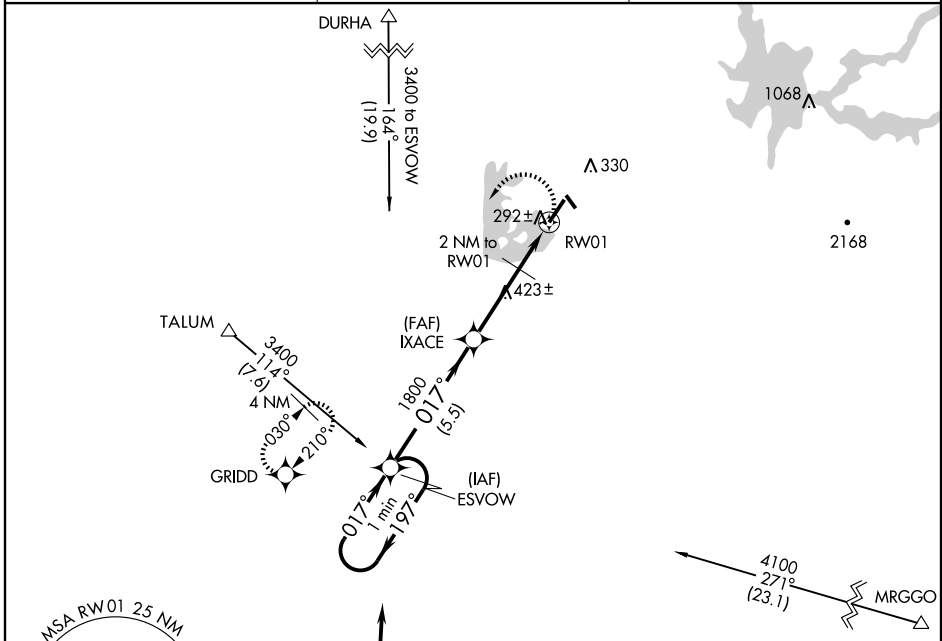 DURHA
3400 to ESVOW
164°
(19.9)
1068
330
292±
RW01
2 NM to
RW01
2168
423±
(FAF)
IXACE
TALUM
3400
114°
(7.6)
1800
017°
(5.5)
4 NM
030°
210°
GRIDD
(IAF)
ESVOW
017°
1 min
197°
4100
271°
(23.1)
MRGGO
MSA RW01 25 NM